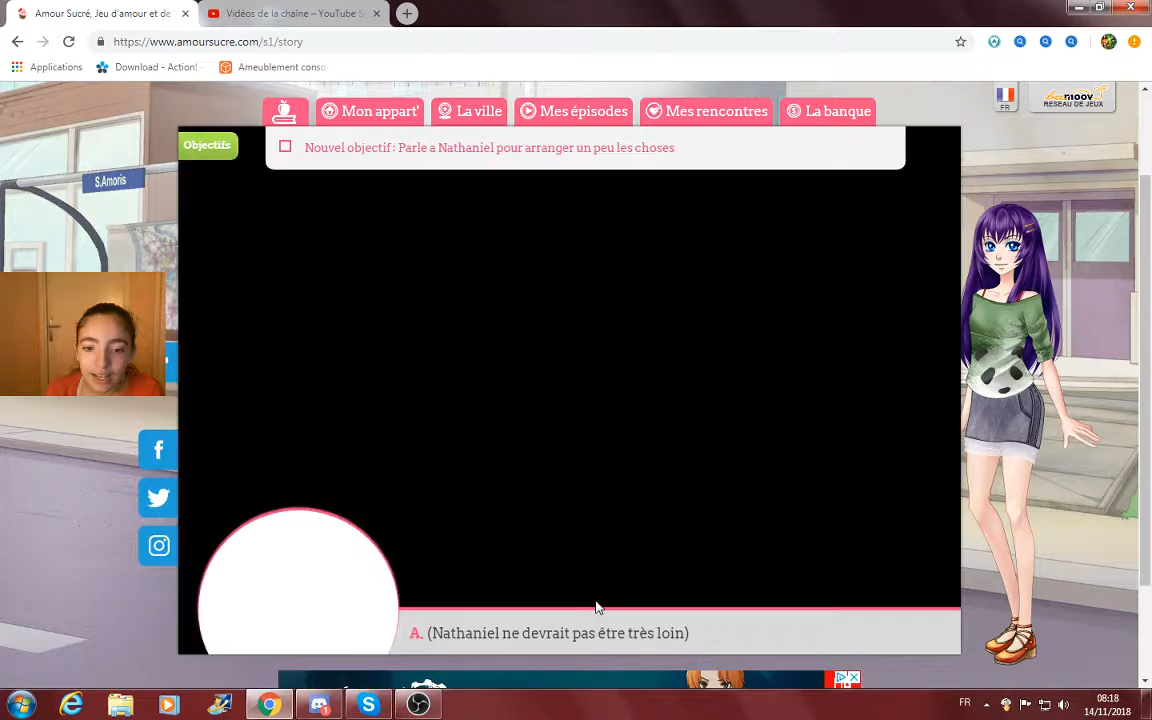 Amour Sucré, Jeu d'amour et de
Vidéos de la chaîne – YouTube S
https://www.amoursucre.com/s1/story
Applications
Download - Action!
Ameublement conso
Mon appart'
La ville
Mes épisodes
Mes rencontres
La banque
FR
beemoov
RESEAU DE JEUX
Objectifs
Nouvel objectif : Parle a Nathaniel pour arranger un peu les choses
S.Amoris
A. (Nathaniel ne devrait pas être très loin)
FR
08:18
14/11/2018